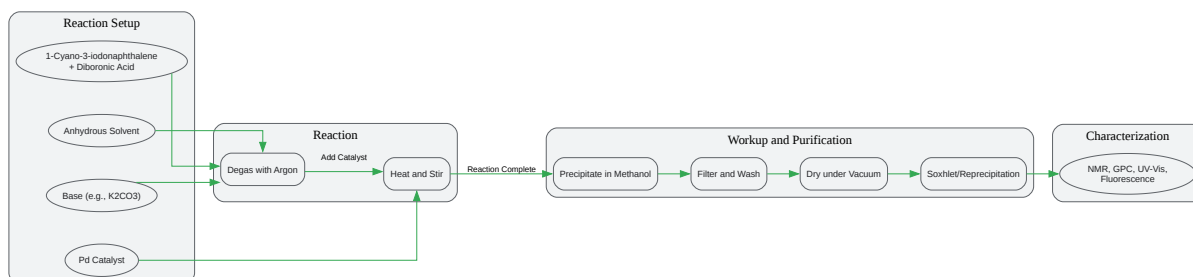 Reaction Setup
1-Cyano-3-iodonaphthalene
+ Diboronic Acid
Anhydrous Solvent
Base (e.g., K2CO3)
Pd Catalyst
Reaction
Degas with Argon
Add Catalyst
Heat and Stir
Reaction Complete
Workup and Purification
Precipitate in Methanol
Filter and Wash
Dry under Vacuum
Soxhlet/Reprecipitation
Characterization
NMR, GPC, UV-Vis,
Fluorescence